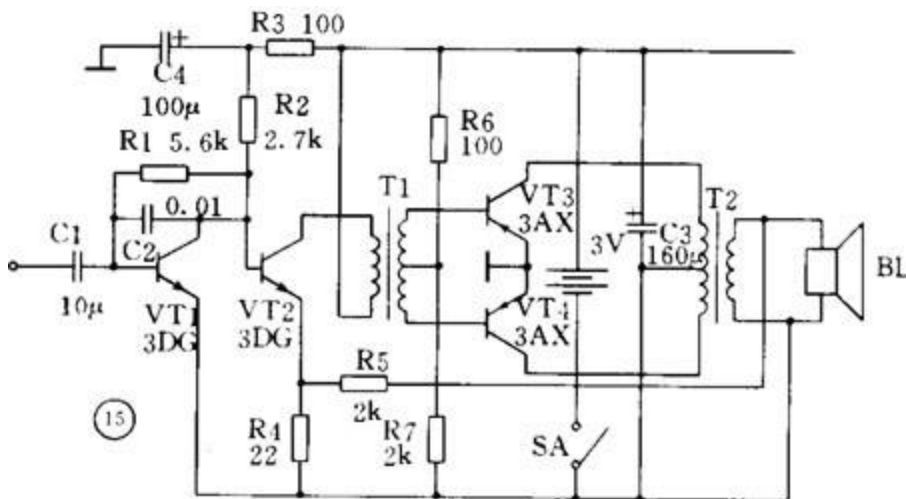 R3 100
C4
100μ
R2
2.7k
R1 5.6k
R6
100
T1
VT3
3AX
T2
0.01
C1
C2
3V
C3
160μ
BL
10μ
VT1
3DG
VT2
3DG
VT4
3AX
R5
2k
15
R4
22
R7
2k
SA